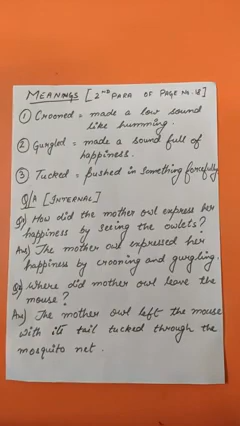 MEANINGS [2ND PARA OF PAGE NO. 48]
① Crooned = made a low sound
like humming.
② Gurgled = made a sound full of
happiness.
③ Tucked = pushed in something forcefully
Q/A [INTERNAL]
Q1) How did the mother owl express her
happiness by seeing the owlets?
Ans) The mother owl expressed her
happiness by crooning and gurgling.
Q2) Where did mother owl leave the
mouse?
Ans) The mother owl left the mouse
with its tail tucked through the
mosquito net.